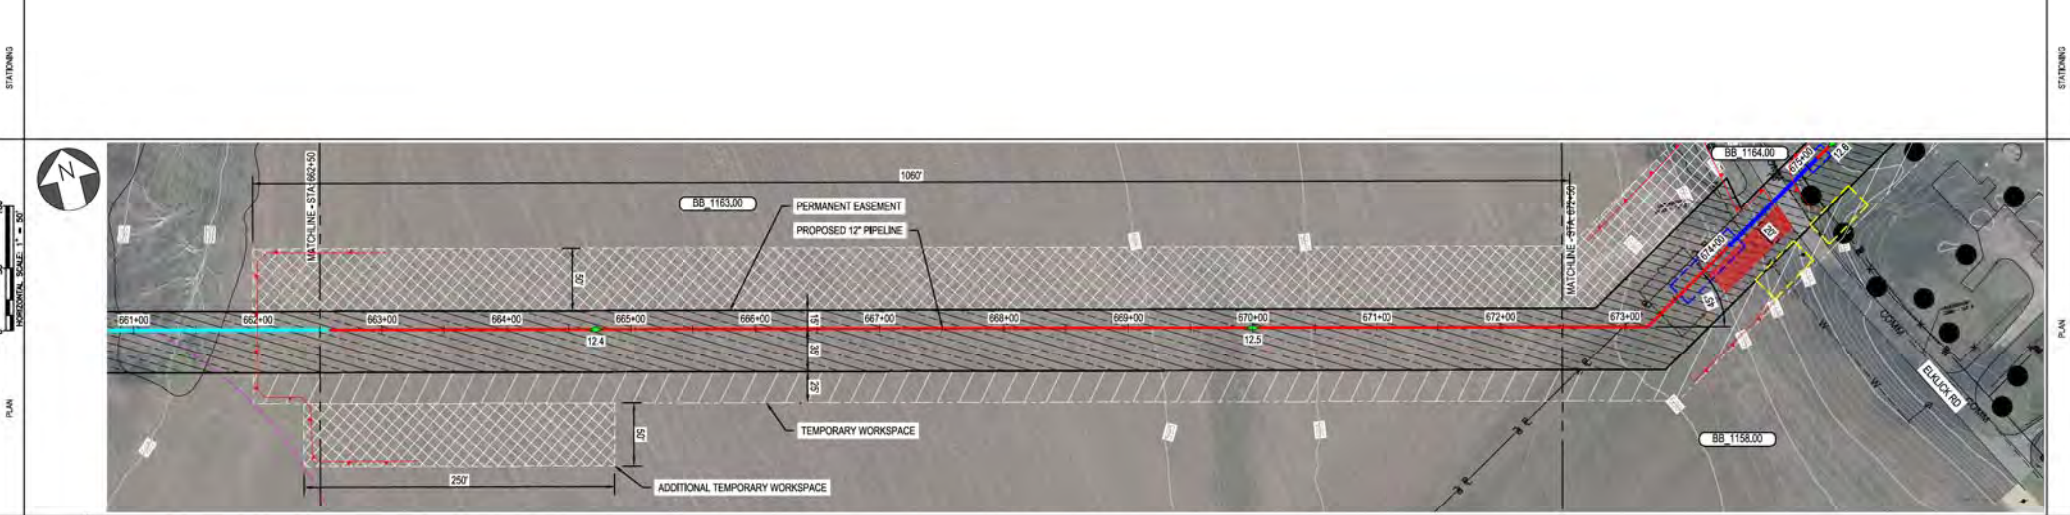 STATIONING
STATIONING
N
MATCHLINE - STA. 662+50
1060'
BB_1163.00
PERMANENT EASEMENT
PROPOSED 12" PIPELINE
MATCHLINE - STA. 672+50
BB_1164.00
675+00
12.6
HORIZONTAL SCALE: 1" = 50'
50'
674+00
20'
45°
661+00
662+00
663+00
664+00
665+00
666+00
667+00
668+00
669+00
670+00
671+00
672+00
673+00
12.4
12.5
15'
35'
25'
W
COMM
W
COMM
ELKLICK RD
PLAN
PLAN
50'
TEMPORARY WORKSPACE
BB_1158.00
250'
ADDITIONAL TEMPORARY WORKSPACE